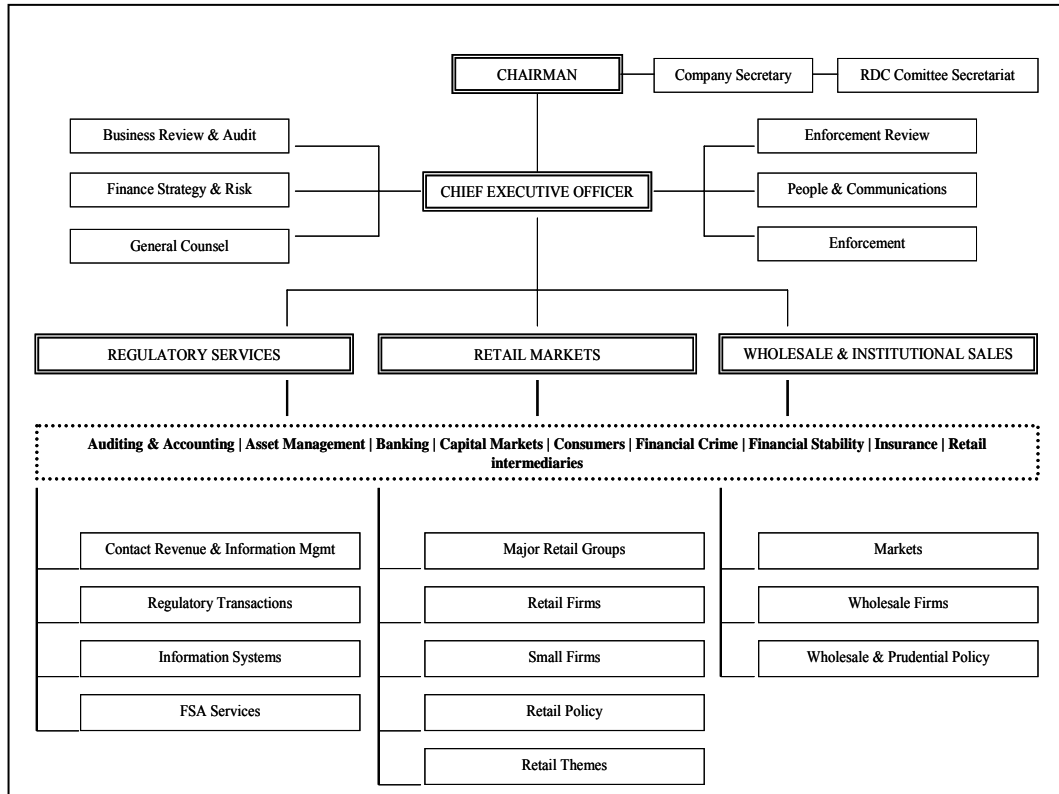 CHAIRMAN
Company Secretary
RDC Comittee Secretariat
Business Review & Audit
Enforcement Review
Finance Strategy & Risk
CHIEF EXECUTIVE OFFICER
People & Communications
General Counsel
Enforcement
REGULATORY SERVICES
RETAIL MARKETS
WHOLESALE & INSTITUTIONAL SALES
Auditing & Accounting | Asset Management | Banking | Capital Markets | Consumers | Financial Crime | Financial Stability | Insurance | Retail
intermediaries
Contact Revenue & Information Mgmt
Major Retail Groups
Markets
Regulatory Transactions
Retail Firms
Wholesale Firms
Information Systems
Small Firms
Wholesale & Prudential Policy
FSA Services
Retail Policy
Retail Themes